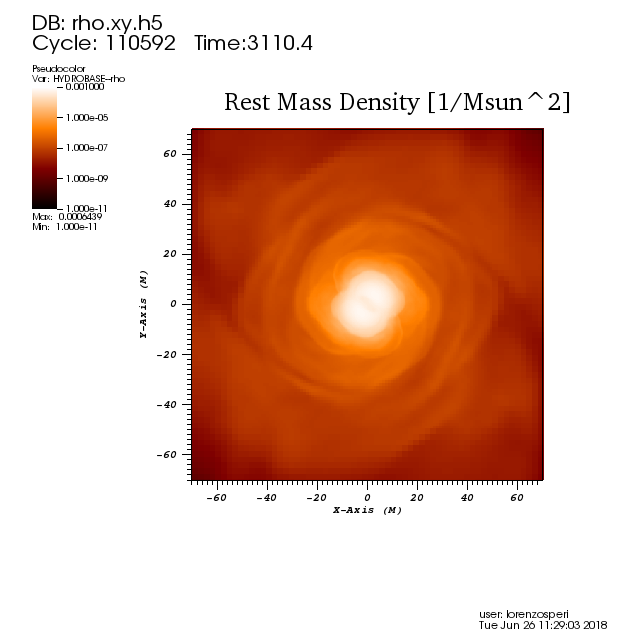 DB: rho.xy.h5
Cycle: 110592 Time:3110.4
Pseudocolor
Var: HYDROBASE--rho
0.001000
1.000e-05
1.000e-07
1.000e-09
1.000e-11
Max: 0.0006439
Min: 1.000e-11
Rest Mass Density [1/Msun^2]
60
40
20
0
-20
-40
-60
Y-Axis (M)
-60 -40 -20 0 20 40 60
X-Axis (M)
user: lorenzosperi
Tue Jun 26 11:29:03 2018